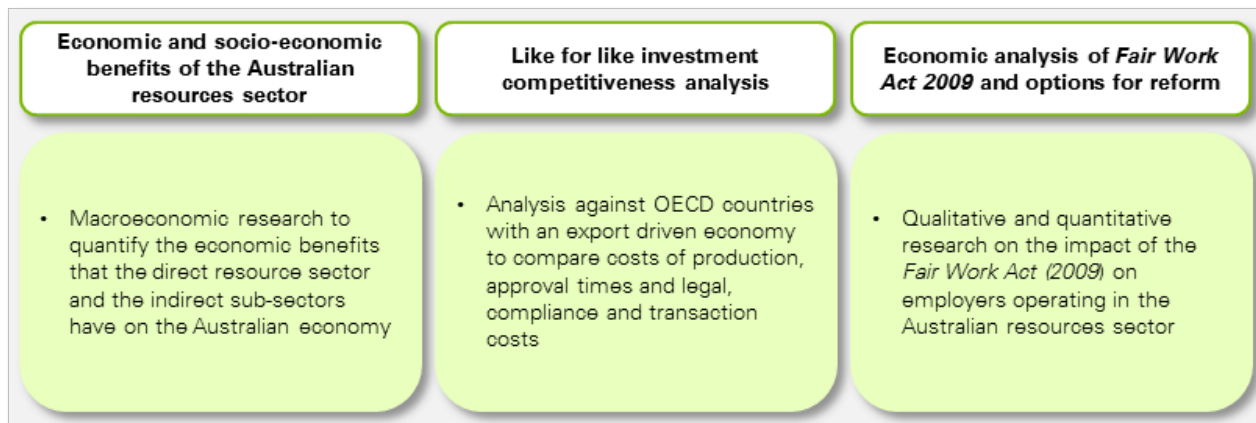 Economic and socio-economic
benefits of the Australian
resources sector
• Macroeconomic research to
quantify the economic benefits
that the direct resource sector
and the indirect sub-sectors
have on the Australian economy
Like for like investment
competitiveness analysis
• Analysis against OECD countries
with an export driven economy
to compare costs of production,
approval times and legal,
compliance and transaction
costs
Economic analysis of Fair Work
Act 2009 and options for reform
• Qualitative and quantitative
research on the impact of the
Fair Work Act (2009) on
employers operating in the
Australian resources sector